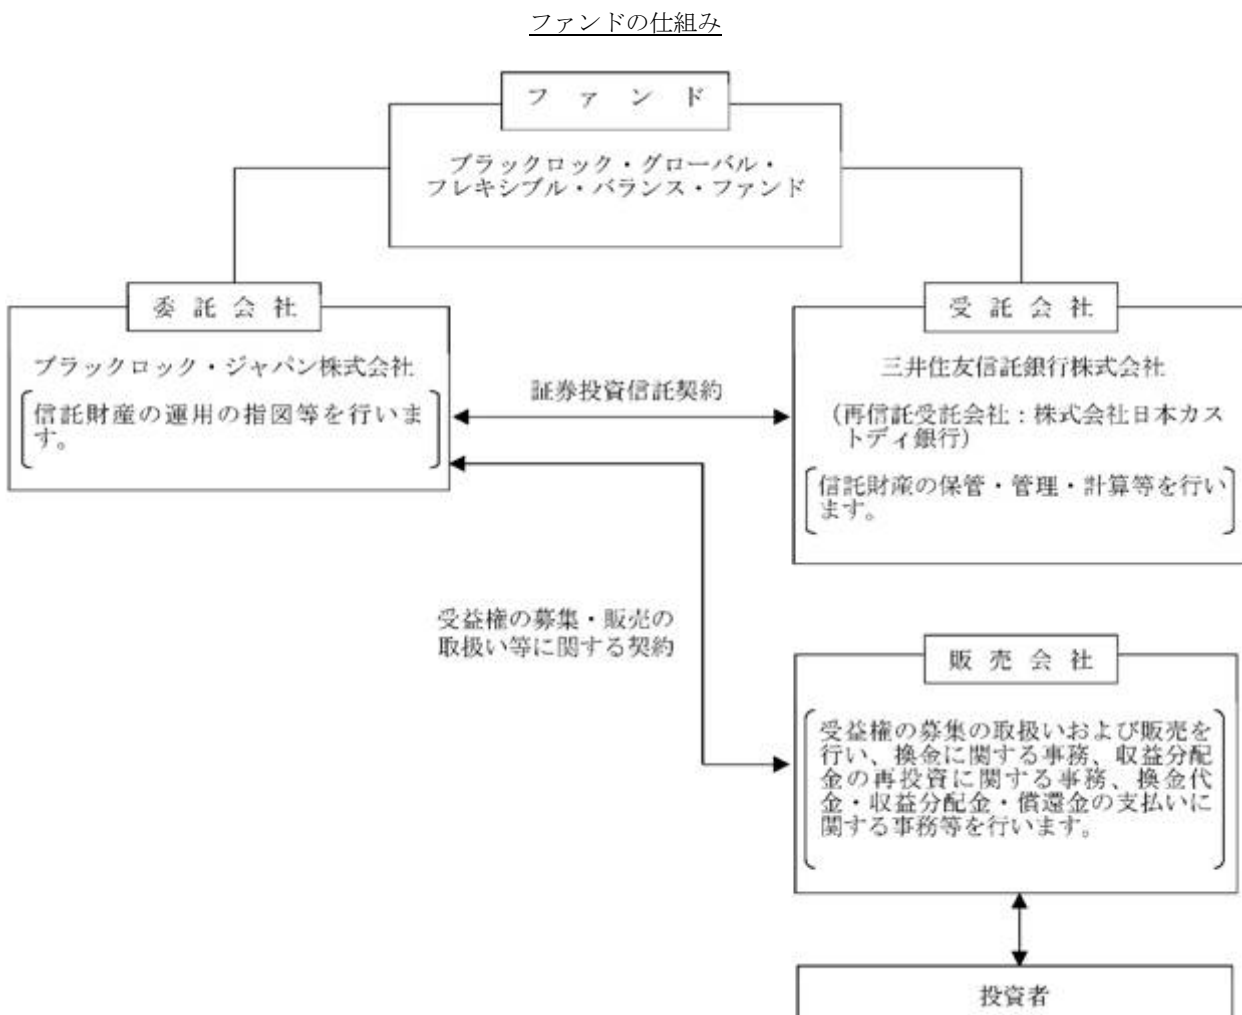 ファンドの仕組み
ファンド
ブラックロック・グローバル・
フレキシブル・バランス・ファンド
委託会社
ブラックロック・ジャパン株式会社
信託財産の運用の指図等を行いま
す。
証券投資信託契約
受託会社
三井住友信託銀行株式会社
(再信託受託会社：株式会社日本カス
トディ銀行)
信託財産の保管・管理・計算等を行い
ます。
受益権の募集・販売の
取扱い等に関する契約
販売会社
受益権の募集の取扱いおよび販売を
行い、換金に関する事務、収益分配
金の再投資に関する事務、換金代
金・収益分配金・償還金の支払いに
関する事務等を行います。
投資者